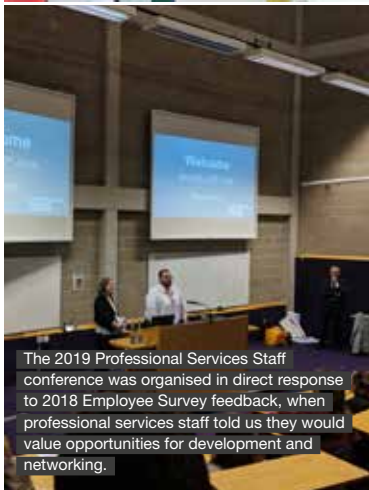 Welcome
The 2019 Professional Services Staff
conference was organised in direct response
to 2018 Employee Survey feedback, when
professional services staff told us they would
value opportunities for development and
networking.